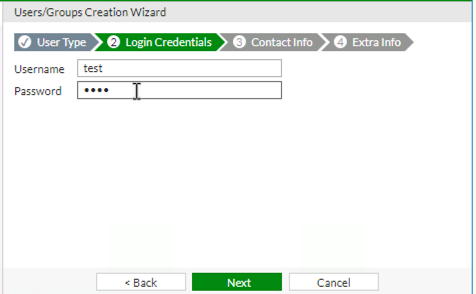 Users/Groups Creation Wizard
User Type 2 Login Credentials 3 Contact Info 4 Extra Info
Username test
Password ••••
< Back Next Cancel